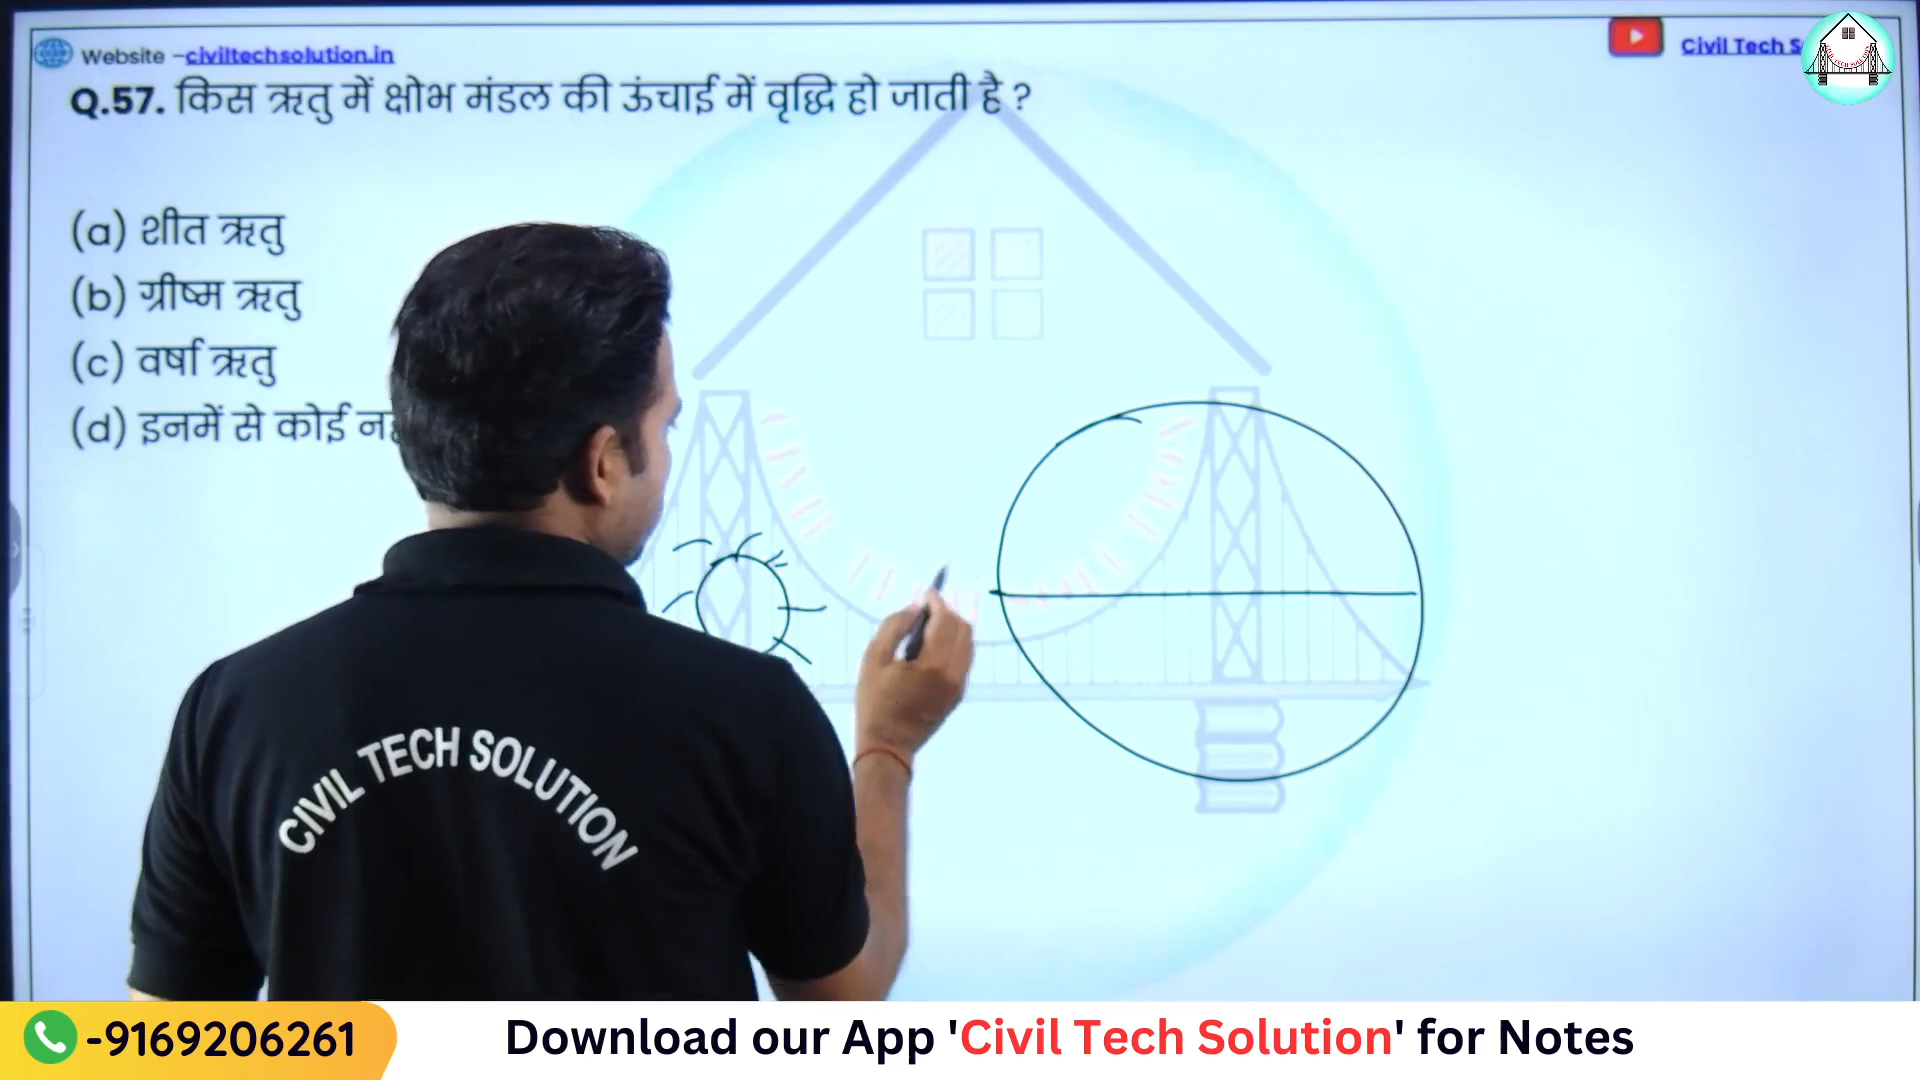 Website –civiltechsolution.in
Civil Tech S
Q.57. किस ऋतु में क्षोभ मंडल की ऊंचाई में वृद्धि हो जाती है ?
(a) शीत ऋतु
(b) ग्रीष्म ऋतु
(c) वर्षा ऋतु
(d) इनमें से कोई
CIVIL TECH SOLUTION
-9169206261
Download our App 'Civil Tech Solution' for Notes